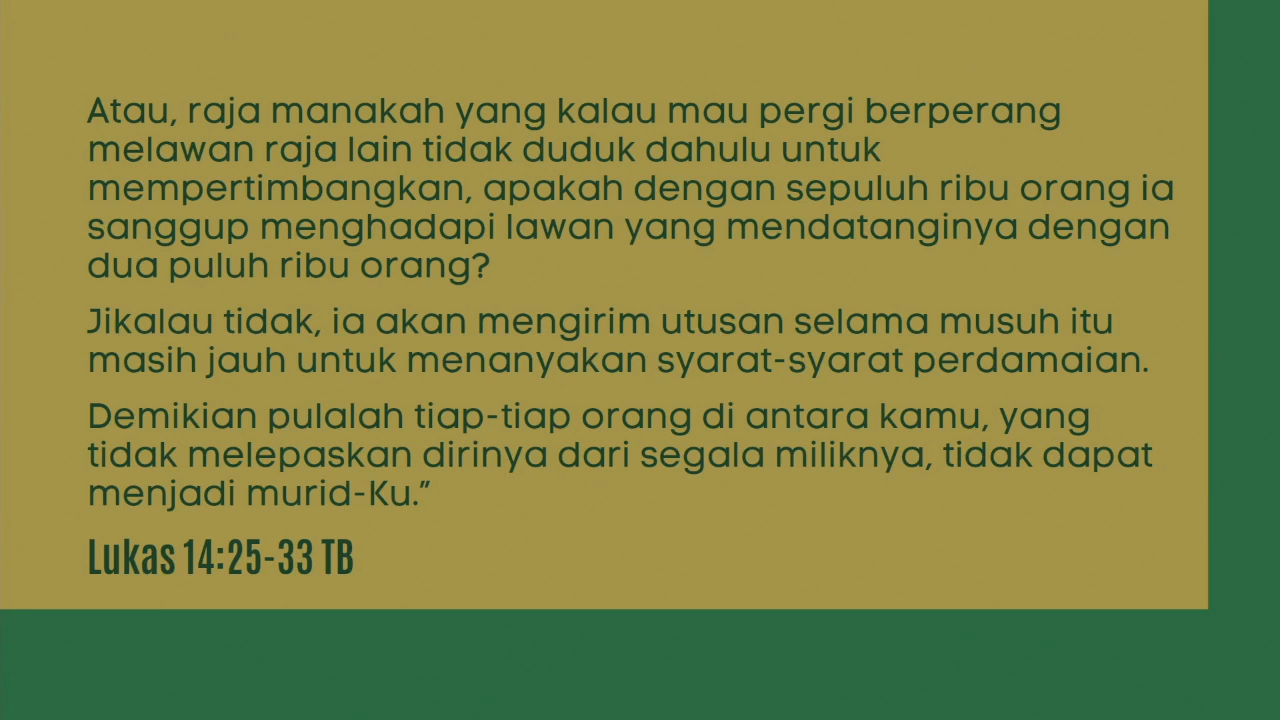 Atau, raja manakah yang kalau mau pergi berperang
melawan raja lain tidak duduk dahulu untuk
mempertimbangkan, apakah dengan sepuluh ribu orang ia
sanggup menghadapi lawan yang mendatanginya dengan
dua puluh ribu orang?
Jikalau tidak, ia akan mengirim utusan selama musuh itu
masih jauh untuk menanyakan syarat-syarat perdamaian.
Demikian pulalah tiap-tiap orang di antara kamu, yang
tidak melepaskan dirinya dari segala miliknya, tidak dapat
menjadi murid-Ku.”
Lukas 14:25-33 TB